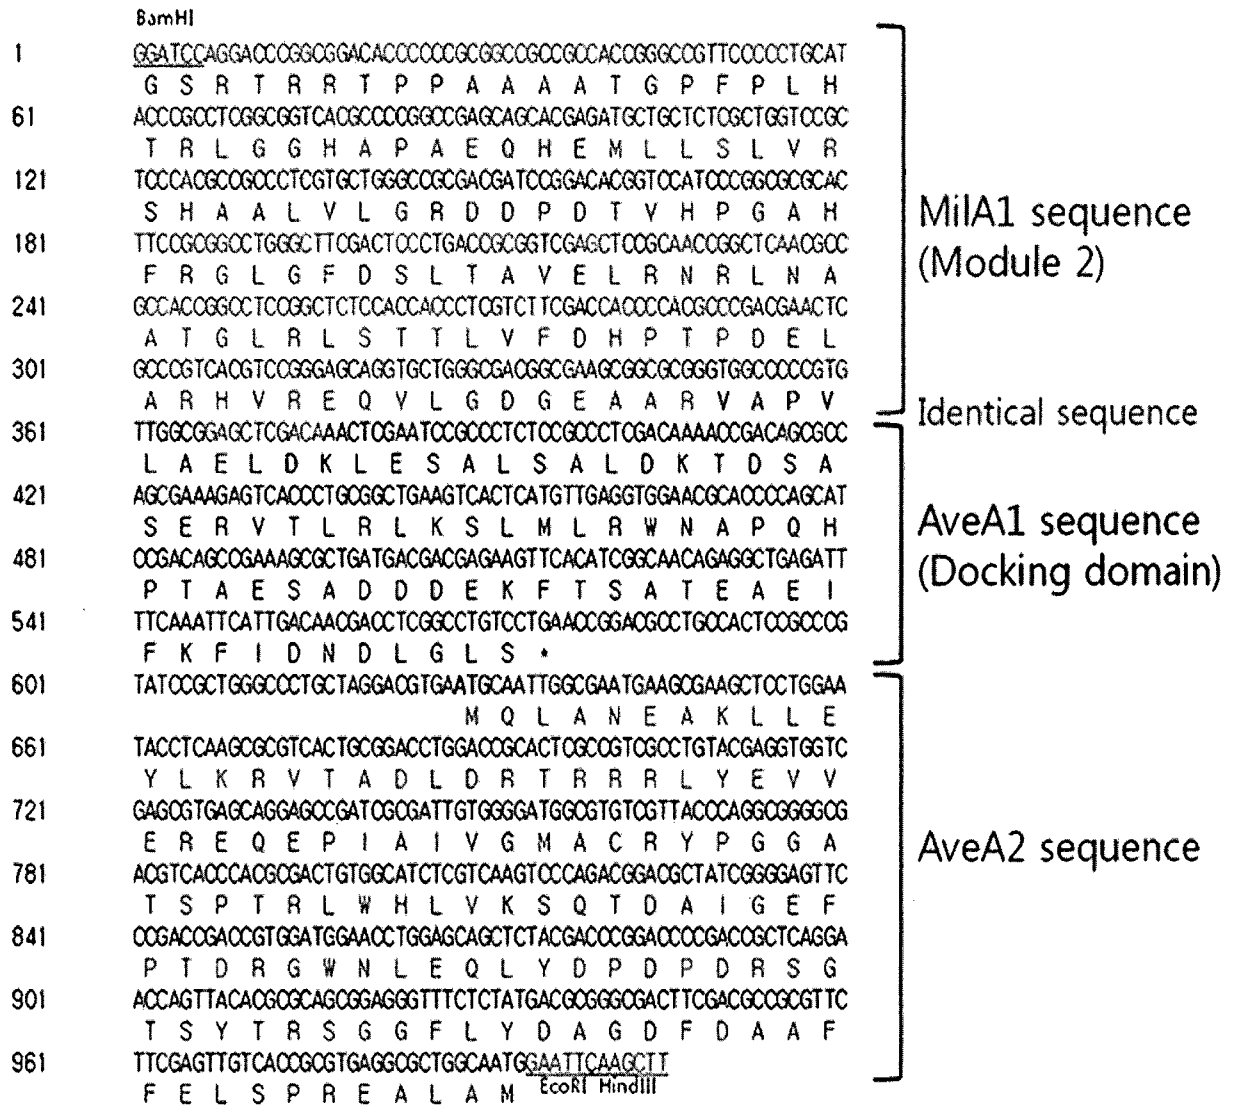 BamHI
1 GGATCCAGGACCCGGCGGACACCCCCCGCGGCCGCCGCCACCGGGCCGTTCCCCCTGCAT
G S R T R R T P P A A A A T G P F P L H
61 ACCCGCCTCGGCGGTCACGCCCCGGCCGAGCAGCACGAGATGCTGCTCTCGCTGGTCCGC
T R L G G H A P A E Q H E M L L S L V R
121 TCCCACGCCGCCCTCGTGCTGGGCCGCGACGATCCGGACACGGTCCATCCCGGCGCGCAC
S H A A L V L G R D D P D T V H P G A H
181 TTCCGCGGCCTGGGCTTCGACTCCCTGACCGCGGTCGAGCTCCGCAACCGGCTCAACGCC
F R G L G F D S L T A V E L R N R L N A
241 GCCACCGGCCTCCGGCTCTCCACCACCCTCGTCTTCGACCACCCCACGCCCGACGAACTC
A T G L R L S T T L V F D H P T P D E L
301 GCCCGTCACGTCCGGGAGCAGGTGCTGGGCGACGGCGAAGCGGCGCGGGTGGCCCCCGTG
A R H V R E Q V L G D G E A A R V A P V
MilA1 sequence
(Module 2)
Identical sequence
361 TTGGCGGAGCTCGACAAACTCGAATCCGCCCTCTCCGCCCTCGACAAAACCGACAGCGCC
L A E L D K L E S A L S A L D K T D S A
421 AGCGAAAGAGTCACCCTGCGGCTGAAGTCACTCATGTTGAGGTGGAACGCACCCCAGCAT
S E R V T L R L K S L M L R W N A P Q H
481 CCGACAGCCGAAAGCGCTGATGACGACGAGAAGTTCACATCGGCAACAGAGGCTGAGATT
P T A E S A D D D E K F T S A T E A E I
541 TTCAAATTCATTGACAACGACCTCGGCCTGTCCTGAACCGGACGCCTGCCACTCCGCCCG
F K F I D N D L G L S *
AveA1 sequence
(Docking domain)
601 TATCCGCTGGGCCCTGCTAGGACGTGAATGCAATTGGCGAATGAAGCGAAGCTCCTGGAA
M Q L A N E A K L L E
661 TACCTCAAGCGCGTCACTGCGGACCTGGACCGCACTCGCCGTCGCCTGTACGAGGTGGTC
Y L K R V T A D L D R T R R R L Y E V V
721 GAGCGTGAGCAGGAGCCGATCGCGATTGTGGGGATGGCGTGTCGTTACCCAGGCGGGGCG
E R E Q E P I A I V G M A C R Y P G G A
781 ACGTCACCCACGCGACTGTGGCATCTCGTCAAGTCCCAGACGGACGCTATCGGGGAGTTC
T S P T R L W H L V K S Q T D A I G E F
841 CCGACCGACCGTGGATGGAACCTGGAGCAGCTCTACGACCCGGACCCCGACCGCTCAGGA
P T D R G W N L E Q L Y D P D P D R S G
901 ACCAGTTACACGCGCAGCGGAGGGTTTCTCTATGACGCGGGCGACTTCGACGCCGCGTTC
T S Y T R S G G F L Y D A G D F D A A F
961 TTCGAGTTGTCACCGCGTGAGGCGCTGGCAATGGAATTCAAGCTT
F E L S P R E A L A M EcoRI HindIII
AveA2 sequence